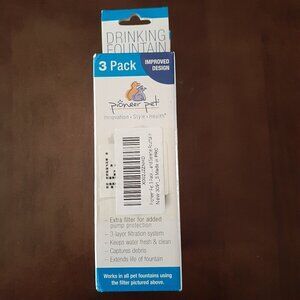 DRINKING
FOUNTAIN
3 Pack
IMPROVED
DESIGN
pioneer pet
Innovation • Style • Health
Extra filter for added
pump protection
3 layer filtration system
Keeps water fresh & clean
Captures debris
Extends life of fountain
Works in all pet fountains using
the filter pictured above.